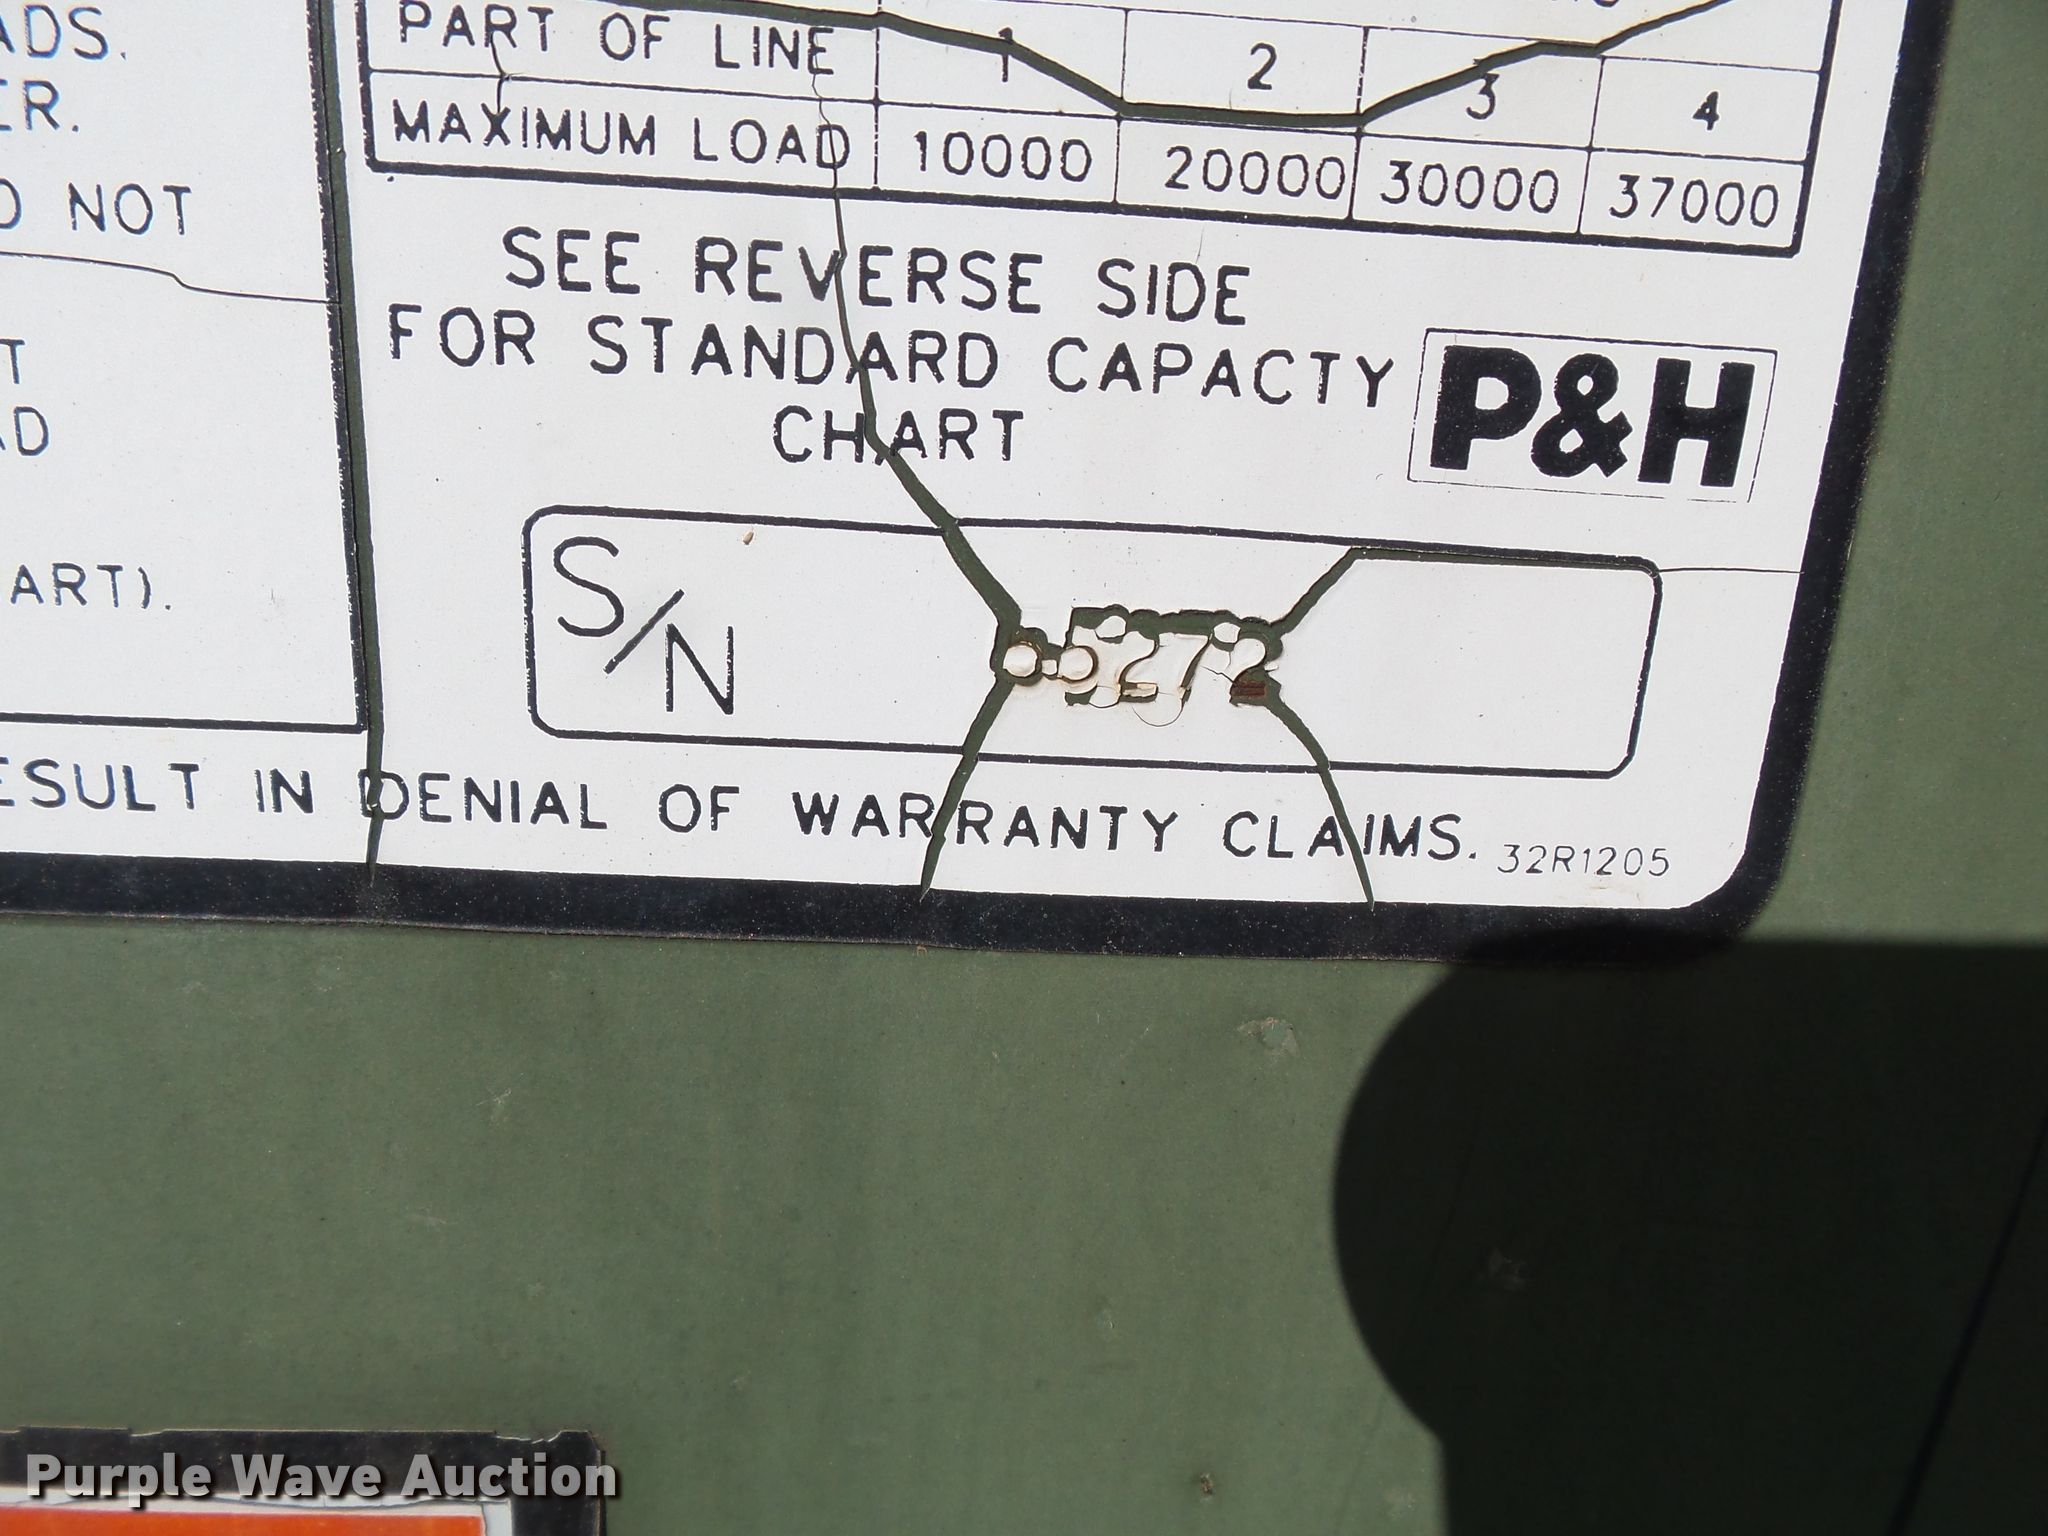 ADS.
ER.
NOT
T
AD
ART).
PART OF LINE 1 2 3 4
MAXIMUM LOAD 10000 20000 30000 37000
SEE REVERSE SIDE
FOR STANDARD CAPACTY
CHART
P&H
S/N
ESULT IN DENIAL OF WARRANTY CLAIMS. 32R1205
Purple Wave Auction